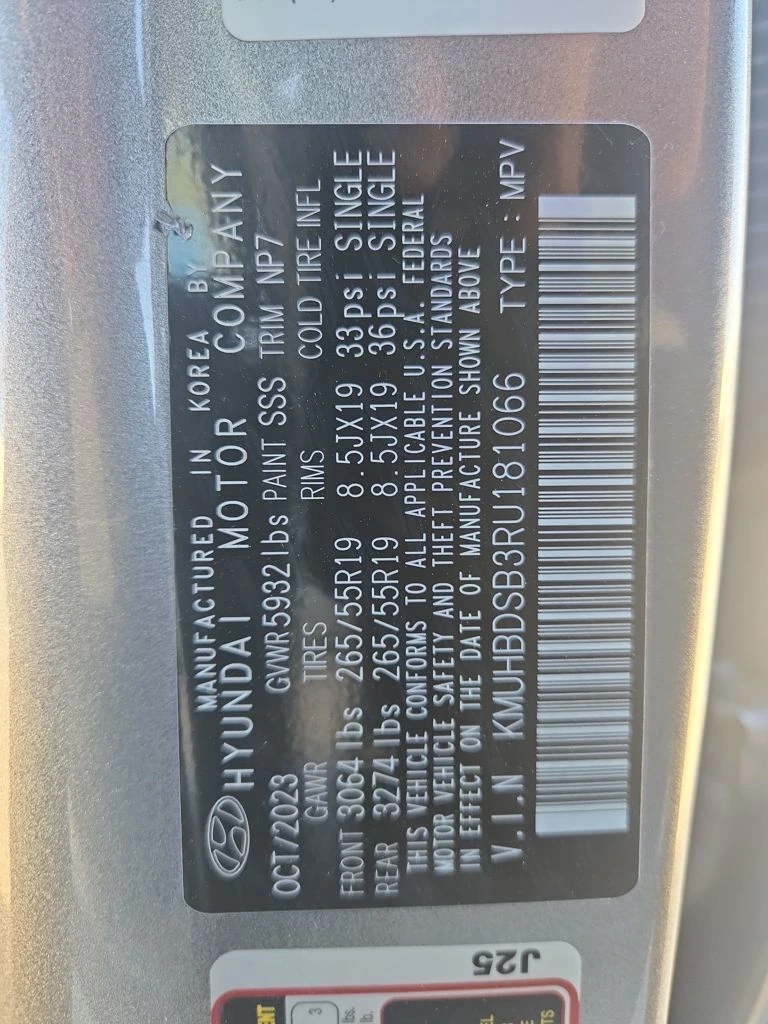 MANUFACTURED IN KOREA BY
HYUNDAI MOTOR COMPANY
OCT/2023 GVWR 5932 lbs PAINT SSS TRIM NP7
GAWR TIRES RIMS COLD TIRE INFL
FRONT 3064 lbs 265/55R19 8.5JX19 33psi SINGLE
REAR 3274 lbs 265/55R19 8.5JX19 36psi SINGLE
THIS VEHICLE CONFORMS TO ALL APPLICABLE U.S.A. FEDERAL
MOTOR VEHICLE SAFETY AND THEFT PREVENTION STANDARDS
IN EFFECT ON THE DATE OF MANUFACTURE SHOWN ABOVE
V.I.N KMUHBDSB3RU181066 TYPE : MPV
J25
3
lbs.
lb.